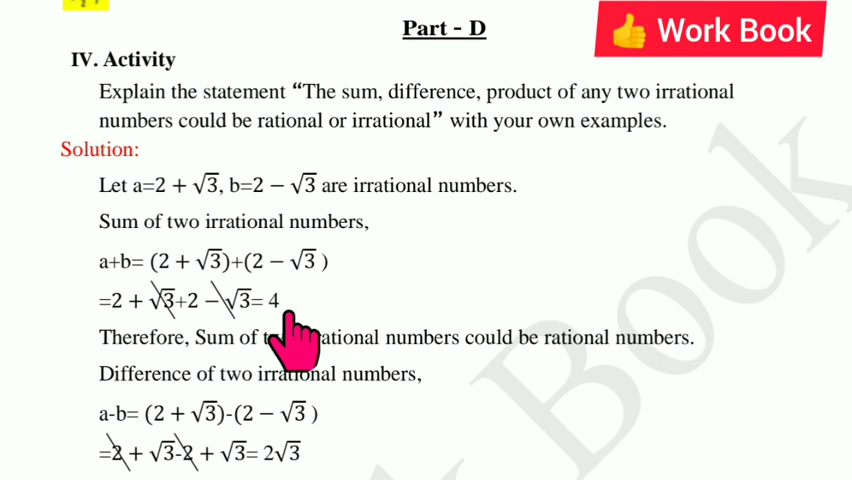 Part - D
👍 Work Book
IV. Activity
Explain the statement “The sum, difference, product of any two irrational
numbers could be rational or irrational” with your own examples.
Solution:
Let a=2 + √3, b=2 − √3 are irrational numbers.
Sum of two irrational numbers,
a+b= (2 + √3)+(2 − √3 )
=2 + √3+2 − √3= 4
Therefore, Sum of two irrational numbers could be rational numbers.
Difference of two irrational numbers,
a-b= (2 + √3)-(2 − √3 )
=2 + √3-2 + √3= 2√3
Book